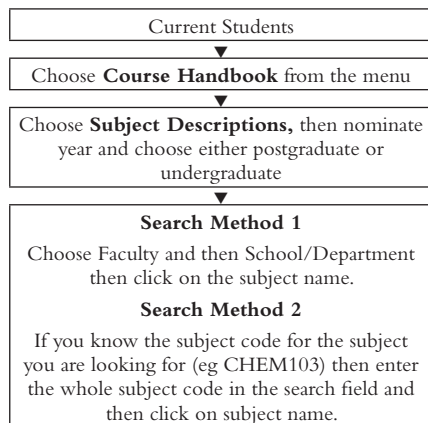 Current Students
▼
Choose Course Handbook from the menu
▼
Choose Subject Descriptions, then nominate
year and choose either postgraduate or
undergraduate
▼
Search Method 1
Choose Faculty and then School/Department
then click on the subject name.
Search Method 2
If you know the subject code for the subject
you are looking for (eg CHEM103) then enter
the whole subject code in the search field and
then click on subject name.